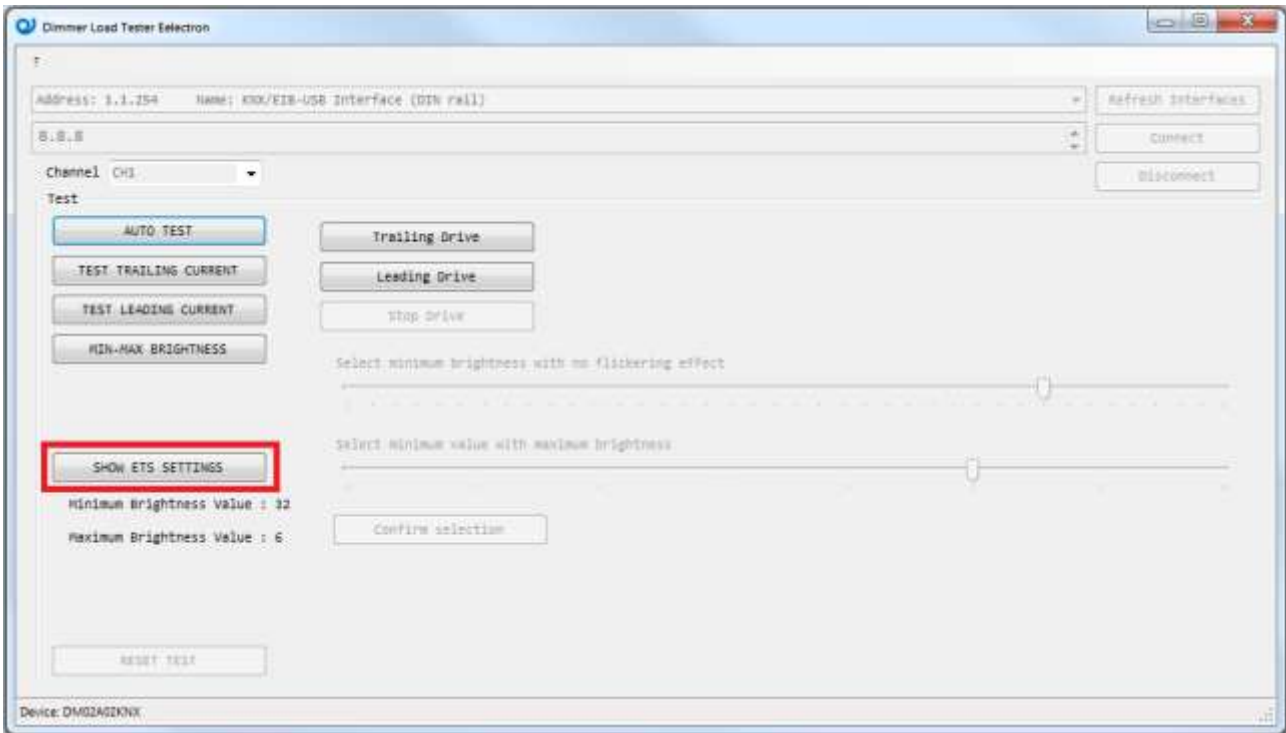 Dimmer Load Tester Eelectron
?
Address: 1.1.254 Name: KNX/EIB-USB Interface (DIN rail)
Refresh Interfaces
8.8.8
Connect
Channel CH1
Disconnect
Test
AUTO TEST
Trailing Drive
TEST TRAILING CURRENT
Leading Drive
TEST LEADING CURRENT
Stop Drive
MIN-MAX BRIGHTNESS
Select minimum brightness with no flickering effect
Select minimum value with maximum brightness
SHOW ETS SETTINGS
Minimum Brightness Value : 32
Maximum Brightness Value : 6
Confirm selection
RESET TEST
Device: DM02A02KNX